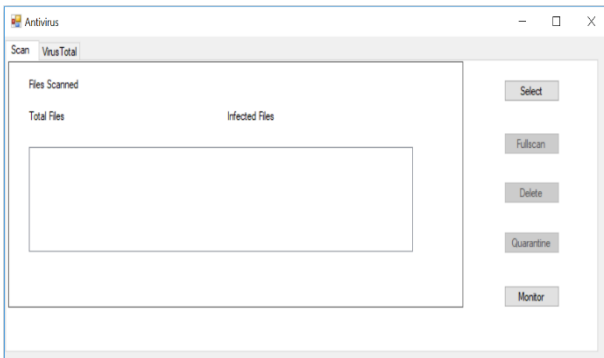 Antivirus
Scan VirusTotal
Files Scanned
Total Files Infected Files
Select
Fullscan
Delete
Quarantine
Monitor